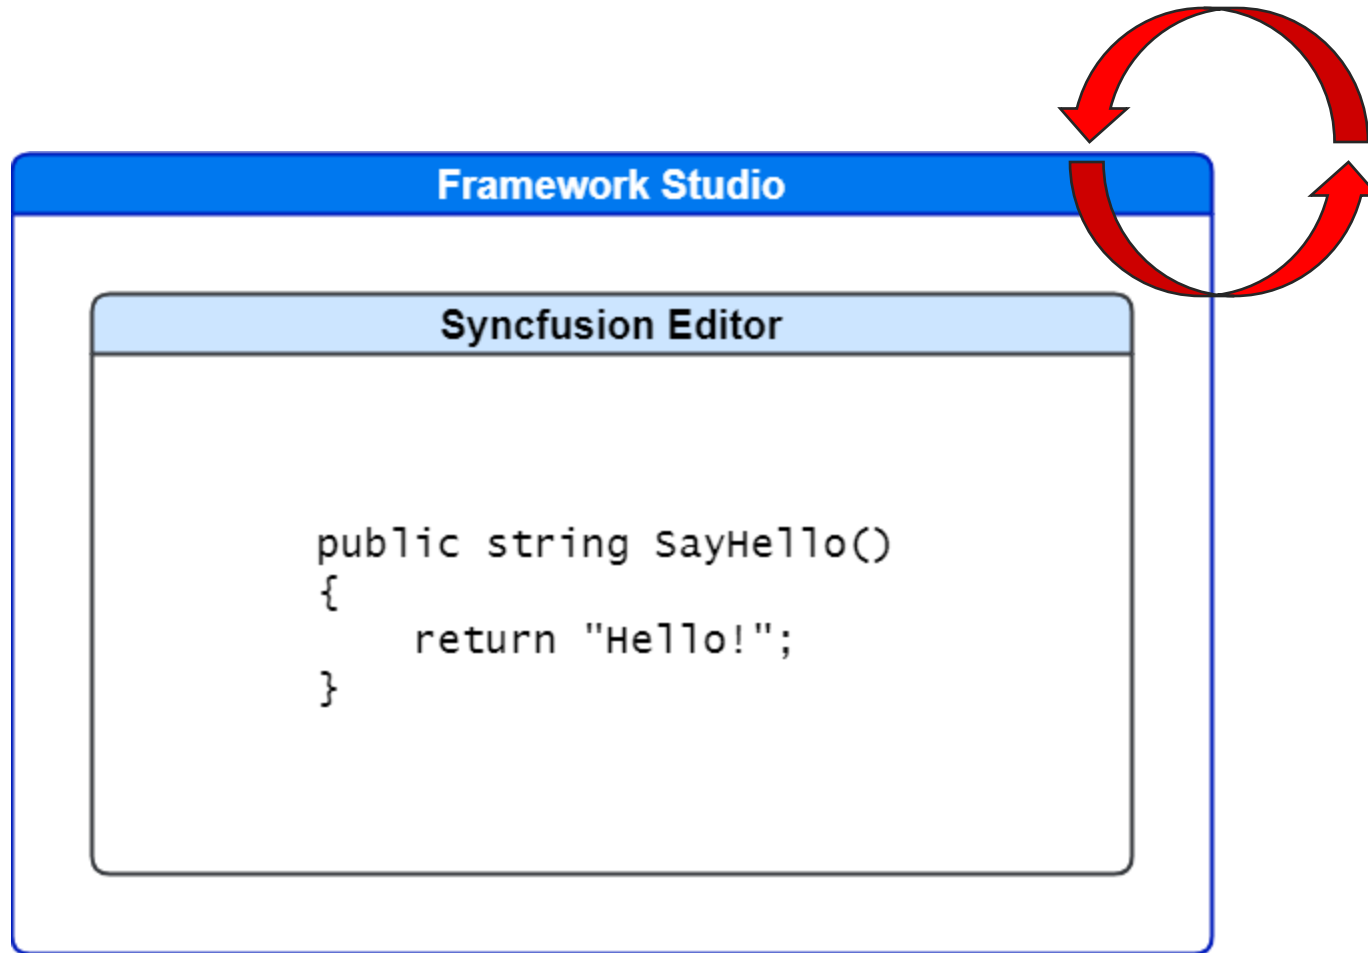 Framework Studio
Syncfusion Editor
public string SayHello()
{
    return "Hello!";
}